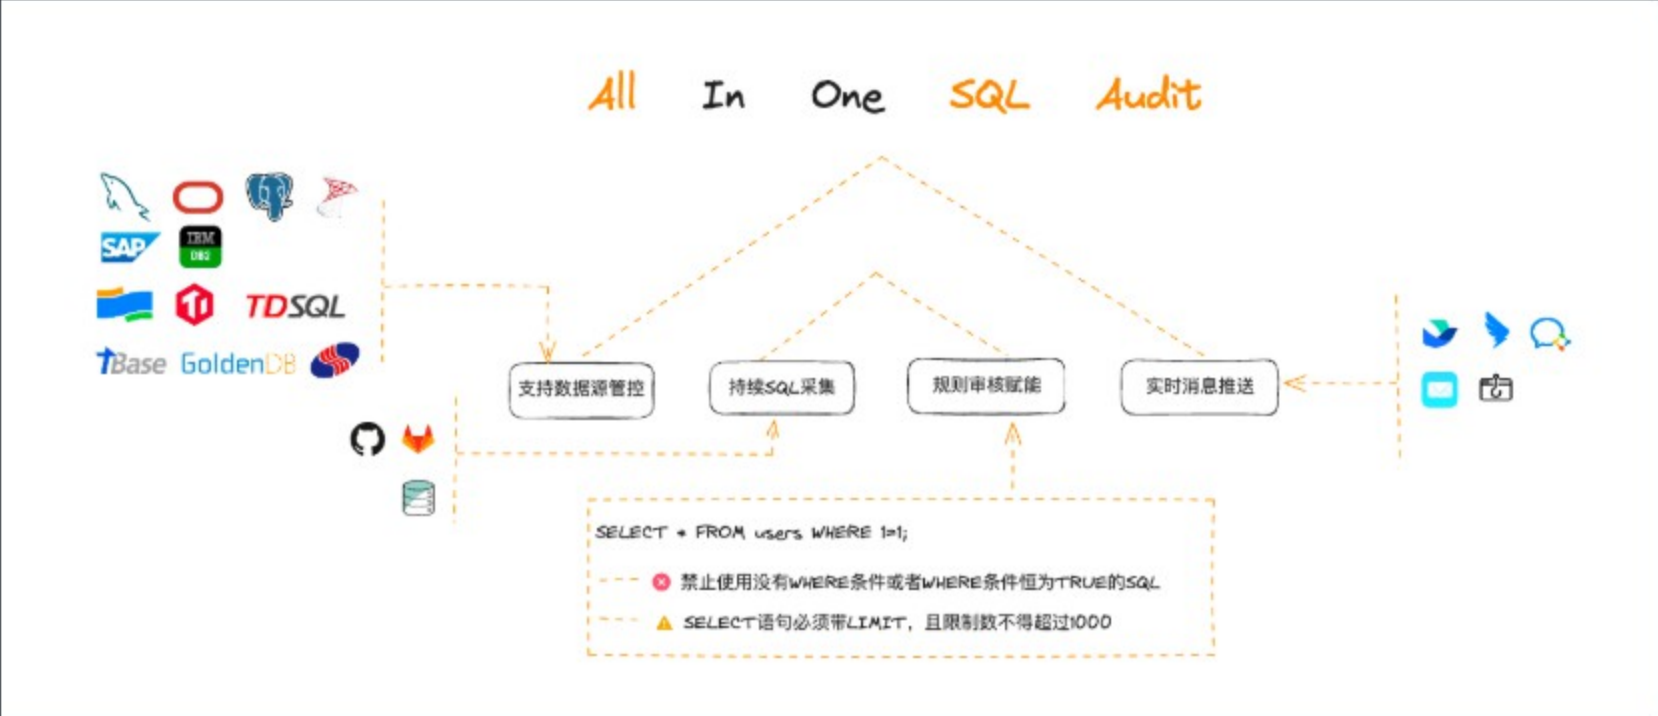 All In One SQL Audit
SAP
IBM
DB2
TDSQL
TBase
GoldenDB
支持数据源管控
持续SQL采集
规则审核赋能
实时消息推送
SELECT * FROM users WHERE 1=1;
禁止使用没有WHERE条件或者WHERE条件恒为TRUE的SQL
SELECT语句必须带LIMIT，且限制数不得超过1000